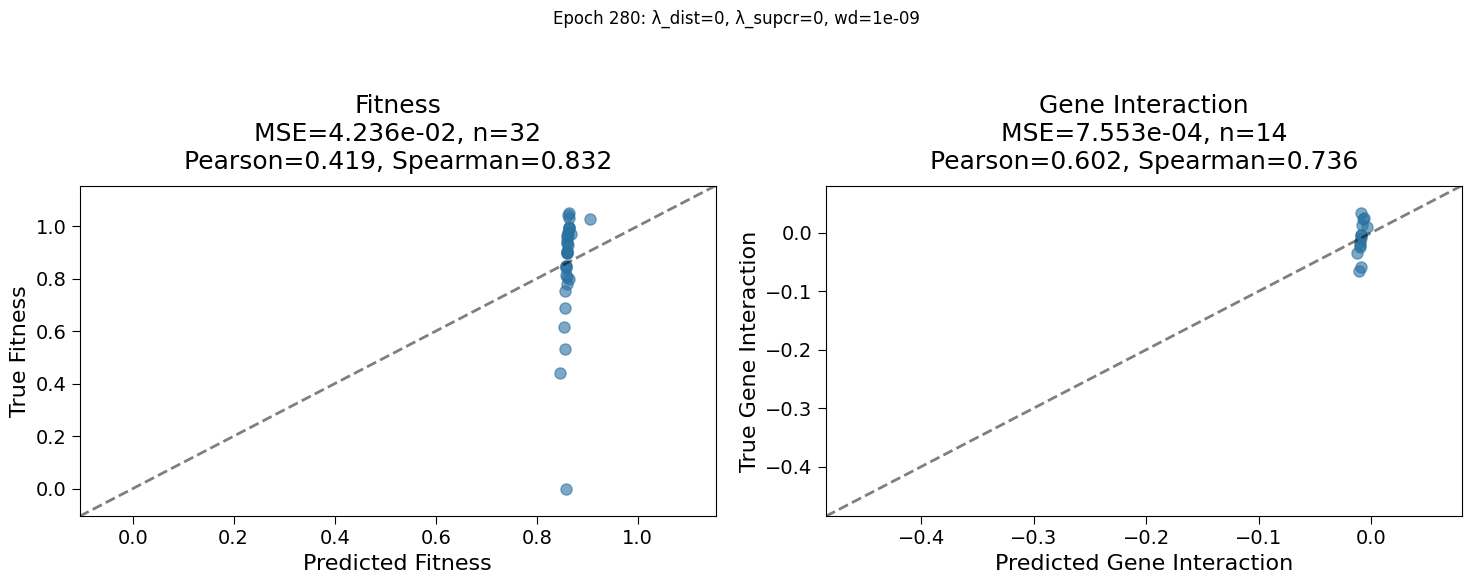 Epoch 280: λ_dist=0, λ_supcr=0, wd=1e-09
Fitness
MSE=4.236e-02, n=32
Pearson=0.419, Spearman=0.832
True Fitness
1.0
0.8
0.6
0.4
0.2
0.0
0.0 0.2 0.4 0.6 0.8 1.0
Predicted Fitness
Gene Interaction
MSE=7.553e-04, n=14
Pearson=0.602, Spearman=0.736
True Gene Interaction
0.0
−0.1
−0.2
−0.3
−0.4
−0.4 −0.3 −0.2 −0.1 0.0
Predicted Gene Interaction